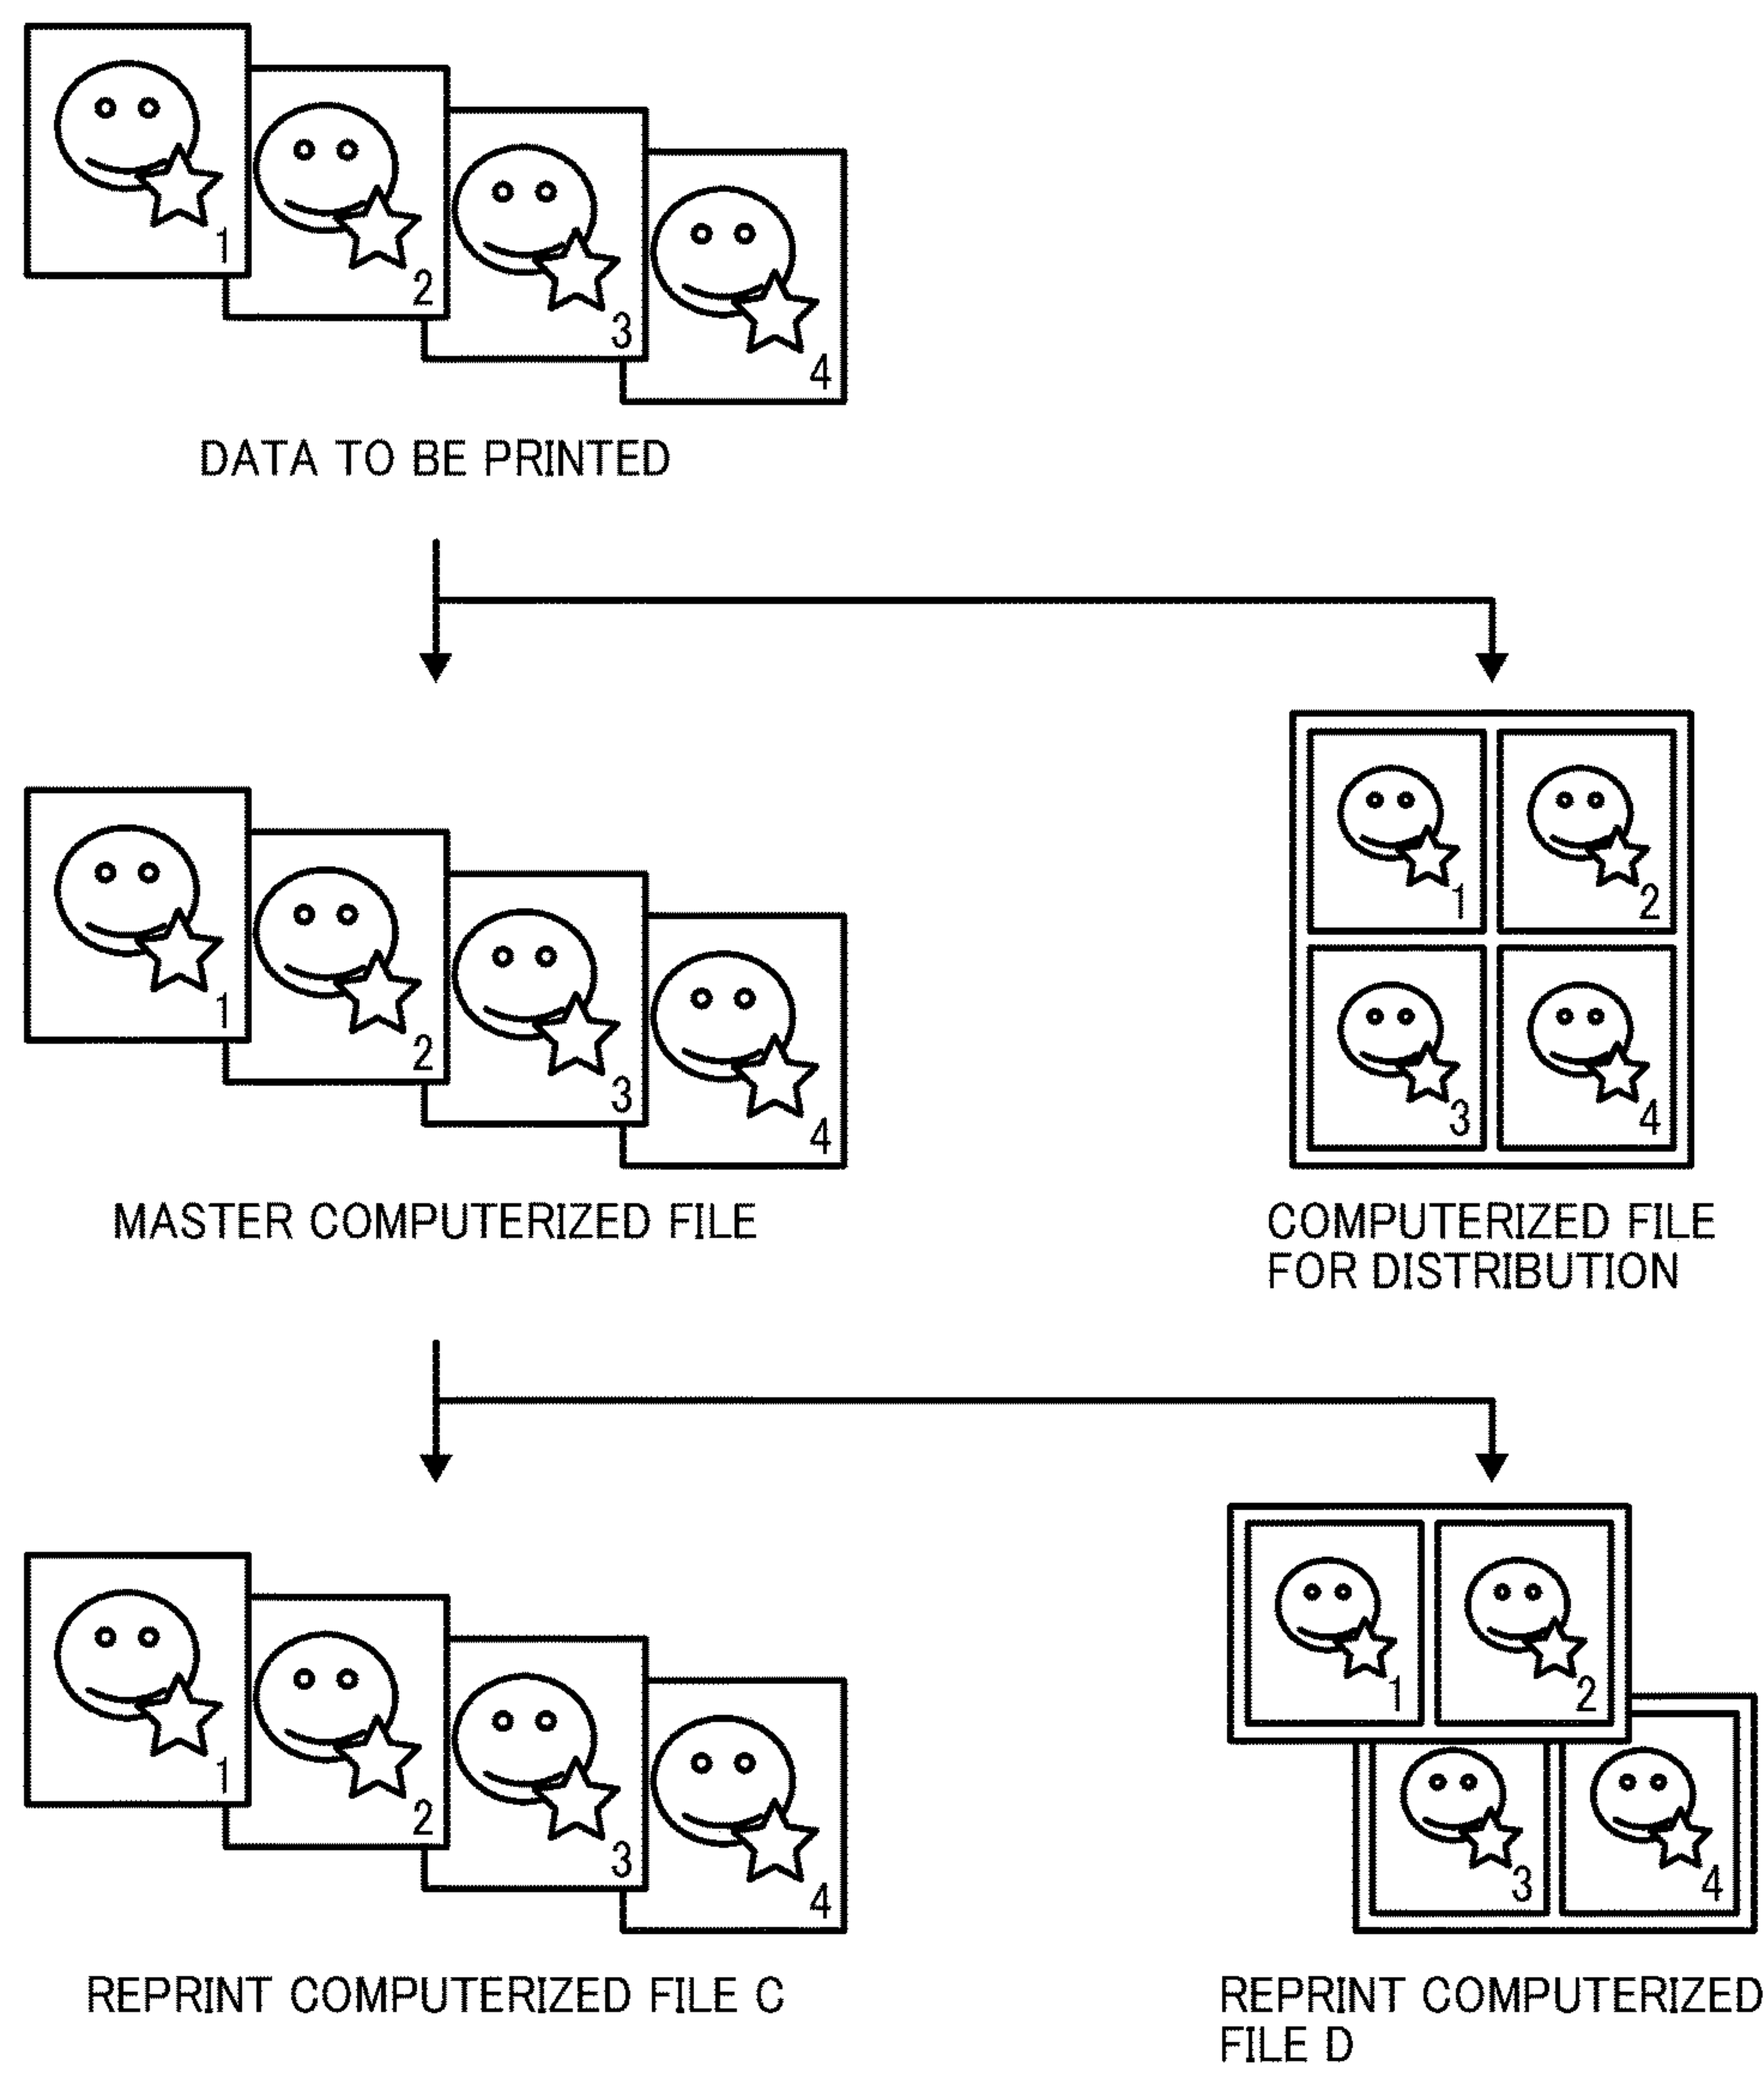 1
2
3
4
DATA TO BE PRINTED
1
2
3
4
MASTER COMPUTERIZED FILE
1 2
3 4
COMPUTERIZED FILE
FOR DISTRIBUTION
1
2
3
4
REPRINT COMPUTERIZED FILE C
1 2
3 4
REPRINT COMPUTERIZED
FILE D